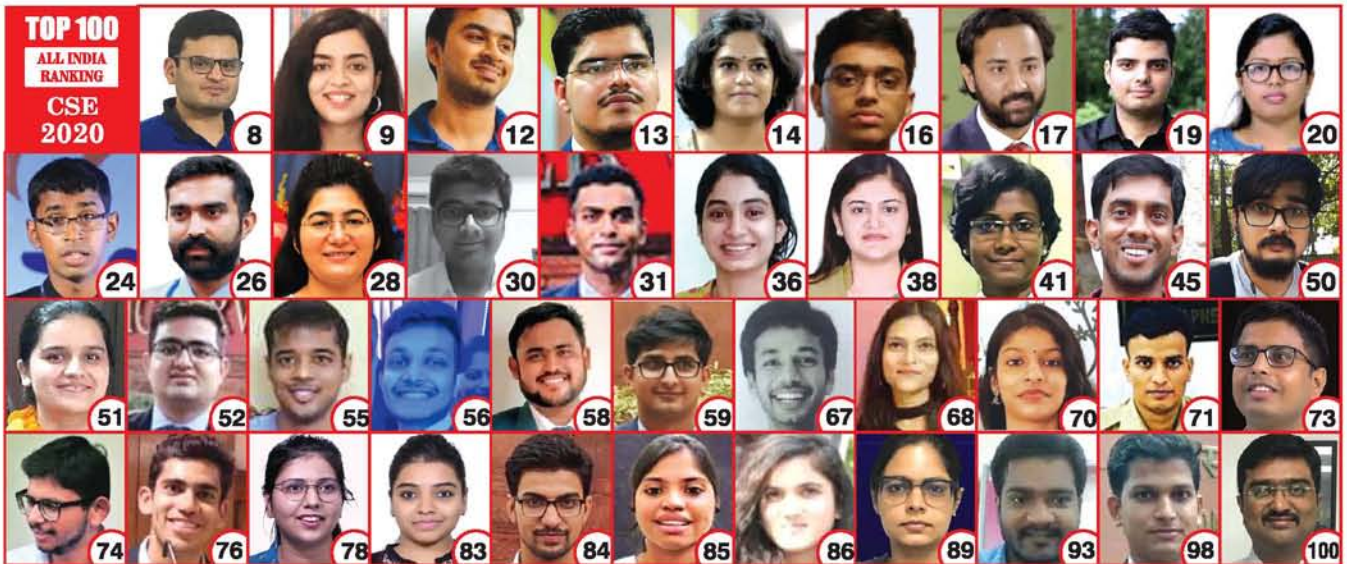 TOP 100
ALL INDIA
RANKING
CSE
2020
8 9 12 13 14 16 17 19 20
24 26 28 30 31 36 38 41 45 50
51 52 55 56 58 59 67 68 70 71 73
74 76 78 83 84 85 86 89 93 98 100